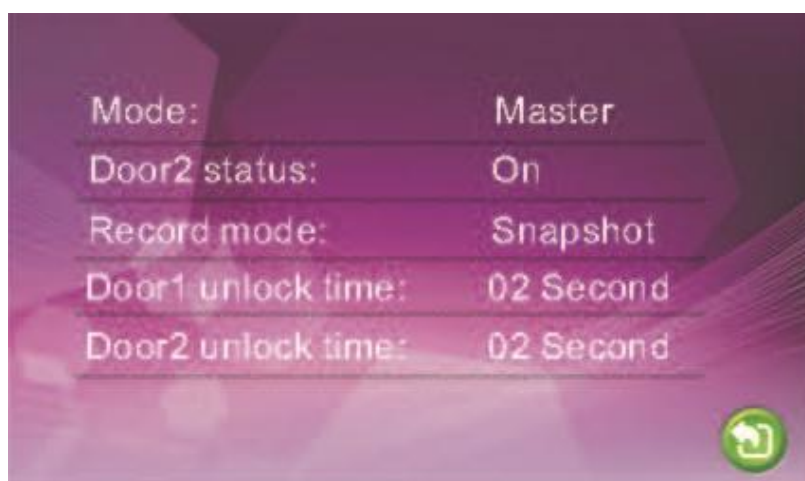 Mode: Master
Door2 status: On
Record mode: Snapshot
Door1 unlock time: 02 Second
Door2 unlock time: 02 Second